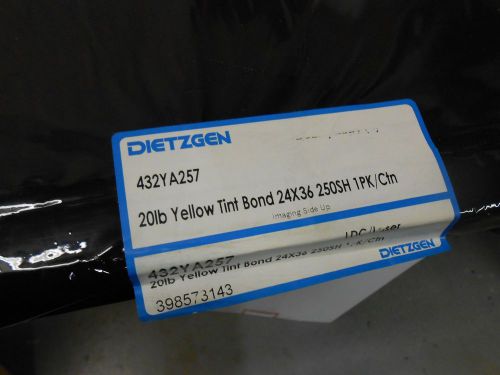 DIETZGEN
432YA257
20lb Yellow Tint Bond 24X36 250SH 1PK/Ctn
Imaging Side Up
432YA257
20lb Yellow Tint Bond 24X36 250SH K/Ctn
398573143
DIETZGEN